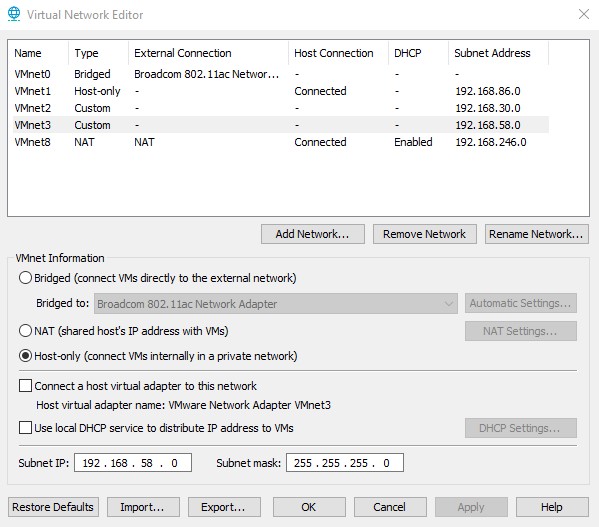 Virtual Network Editor
Name Type External Connection Host Connection DHCP Subnet Address
VMnet0 Bridged Broadcom 802.11ac Networ... - - -
VMnet1 Host-only - Connected - 192.168.86.0
VMnet2 Custom - - - 192.168.30.0
VMnet3 Custom - - - 192.168.58.0
VMnet8 NAT NAT Connected Enabled 192.168.246.0
Add Network... Remove Network Rename Network...
VMnet Information
Bridged (connect VMs directly to the external network)
Bridged to: Broadcom 802.11ac Network Adapter Automatic Settings...
NAT (shared host's IP address with VMs) NAT Settings...
Host-only (connect VMs internally in a private network)
Connect a host virtual adapter to this network
Host virtual adapter name: VMware Network Adapter VMnet3
Use local DHCP service to distribute IP address to VMs DHCP Settings...
Subnet IP: 192 . 168 . 58 . 0 Subnet mask: 255 . 255 . 255 . 0
Restore Defaults Import... Export... OK Cancel Apply Help